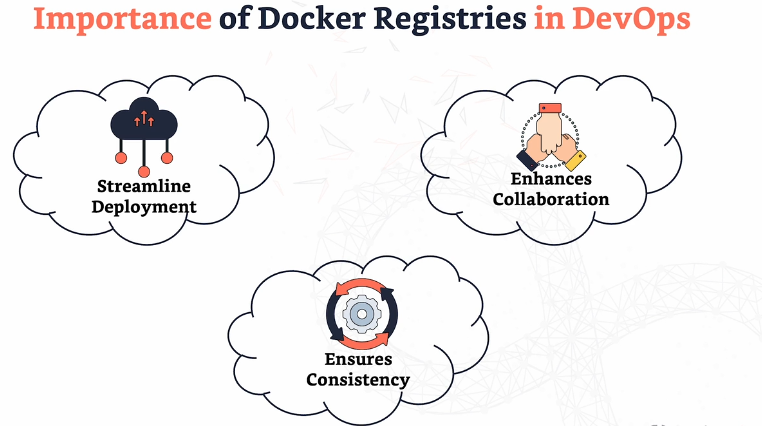 Importance of Docker Registries in DevOps
Streamline
Deployment
Enhances
Collaboration
Ensures
Consistency